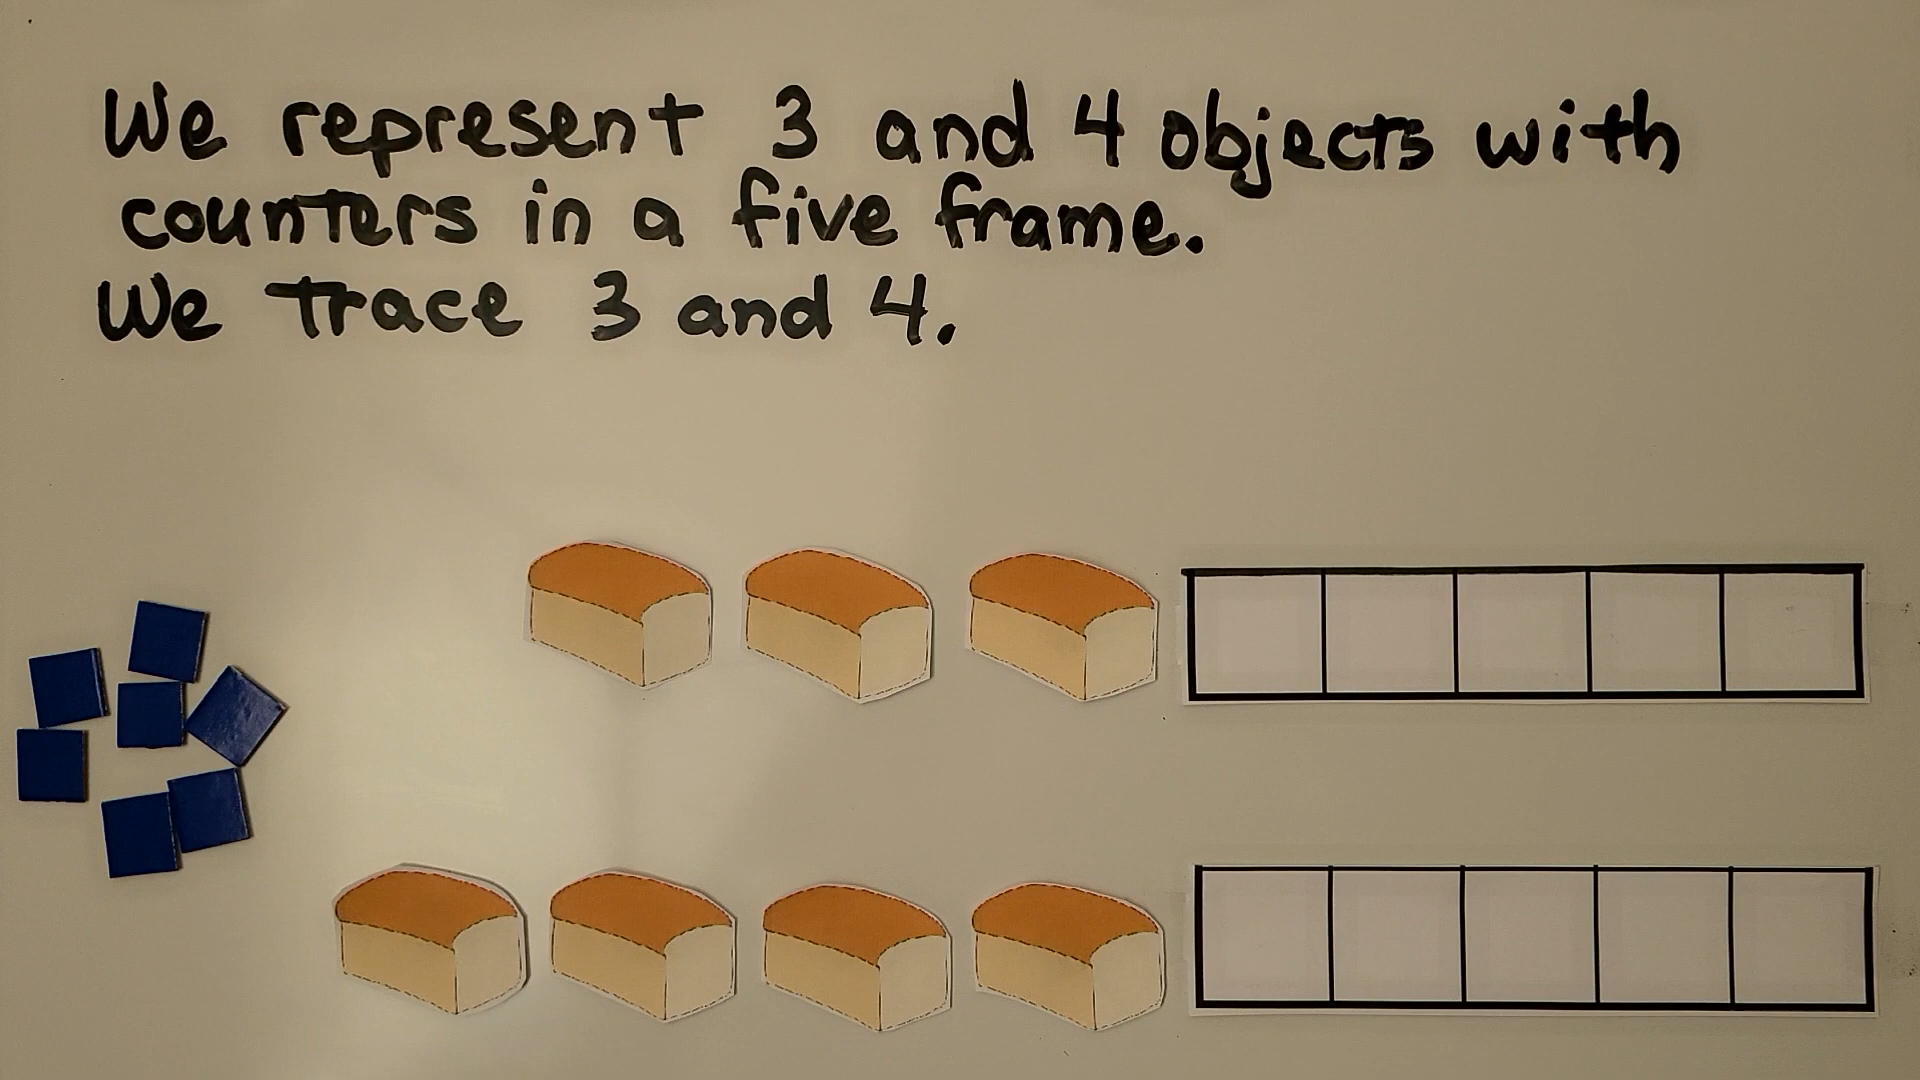 We represent 3 and 4 objects with
counters in a five frame.
We trace 3 and 4.